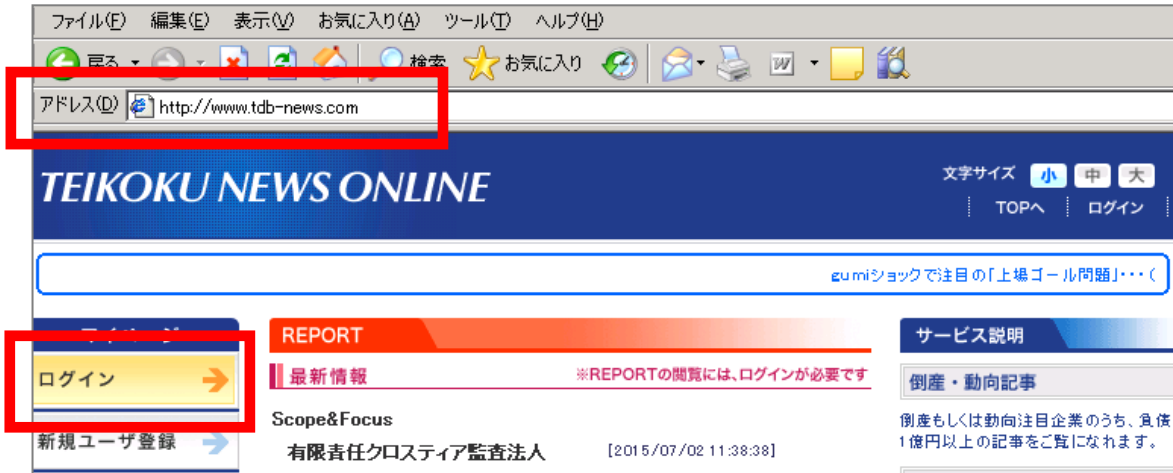 ファイル(F) 編集(E) 表示(V) お気に入り(A) ツール(T) ヘルプ(H)
戻る 検索 お気に入り
アドレス(D) http://www.tdb-news.com
TEIKOKU NEWS ONLINE
文字サイズ 小 中 大
TOPへ ログイン
gumiショックで注目の「上場ゴール問題」・・・(
REPORT
サービス説明
ログイン
最新情報 ※REPORTの閲覧には、ログインが必要です
倒産・動向記事
Scope&Focus
倒産もしくは動向注目企業のうち、負債
新規ユーザ登録
1億円以上の記事をご覧になれます。
有限責任クロスティア監査法人 [2015/07/02 11:38:38]